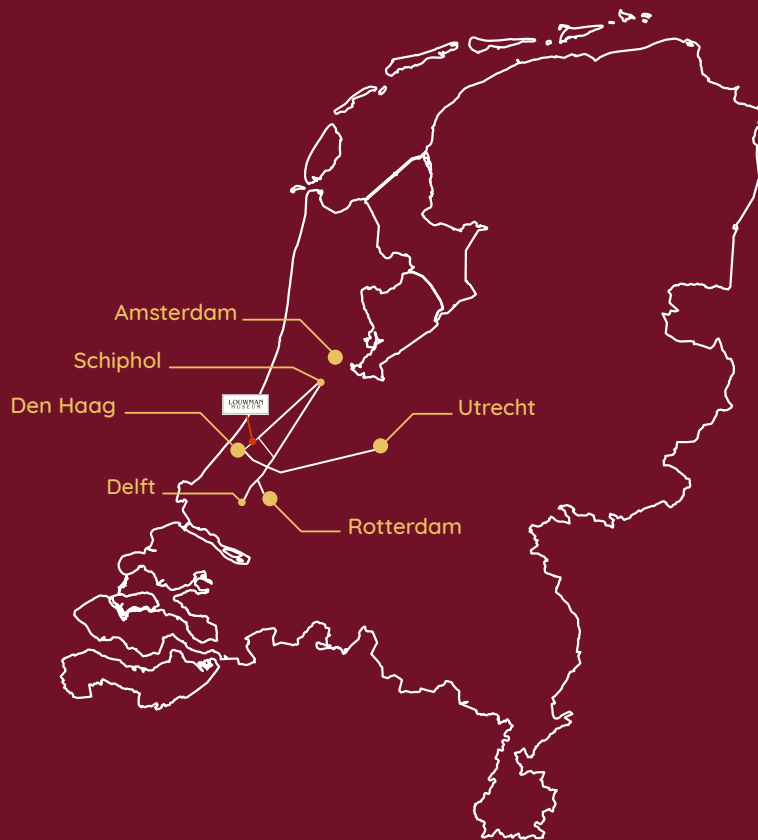 Amsterdam
Schiphol
LOUWMAN
MUSEUM
Den Haag
Utrecht
Delft
Rotterdam